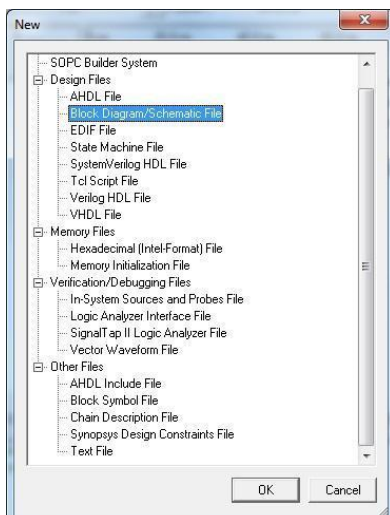 New
SOPC Builder System
Design Files
AHDL File
Block Diagram/Schematic File
EDIF File
State Machine File
SystemVerilog HDL File
Tcl Script File
Verilog HDL File
VHDL File
Memory Files
Hexadecimal (Intel-Format) File
Memory Initialization File
Verification/Debugging Files
In-System Sources and Probes File
Logic Analyzer Interface File
SignalTap II Logic Analyzer File
Vector Waveform File
Other Files
AHDL Include File
Block Symbol File
Chain Description File
Synopsys Design Constraints File
Text File
OK Cancel